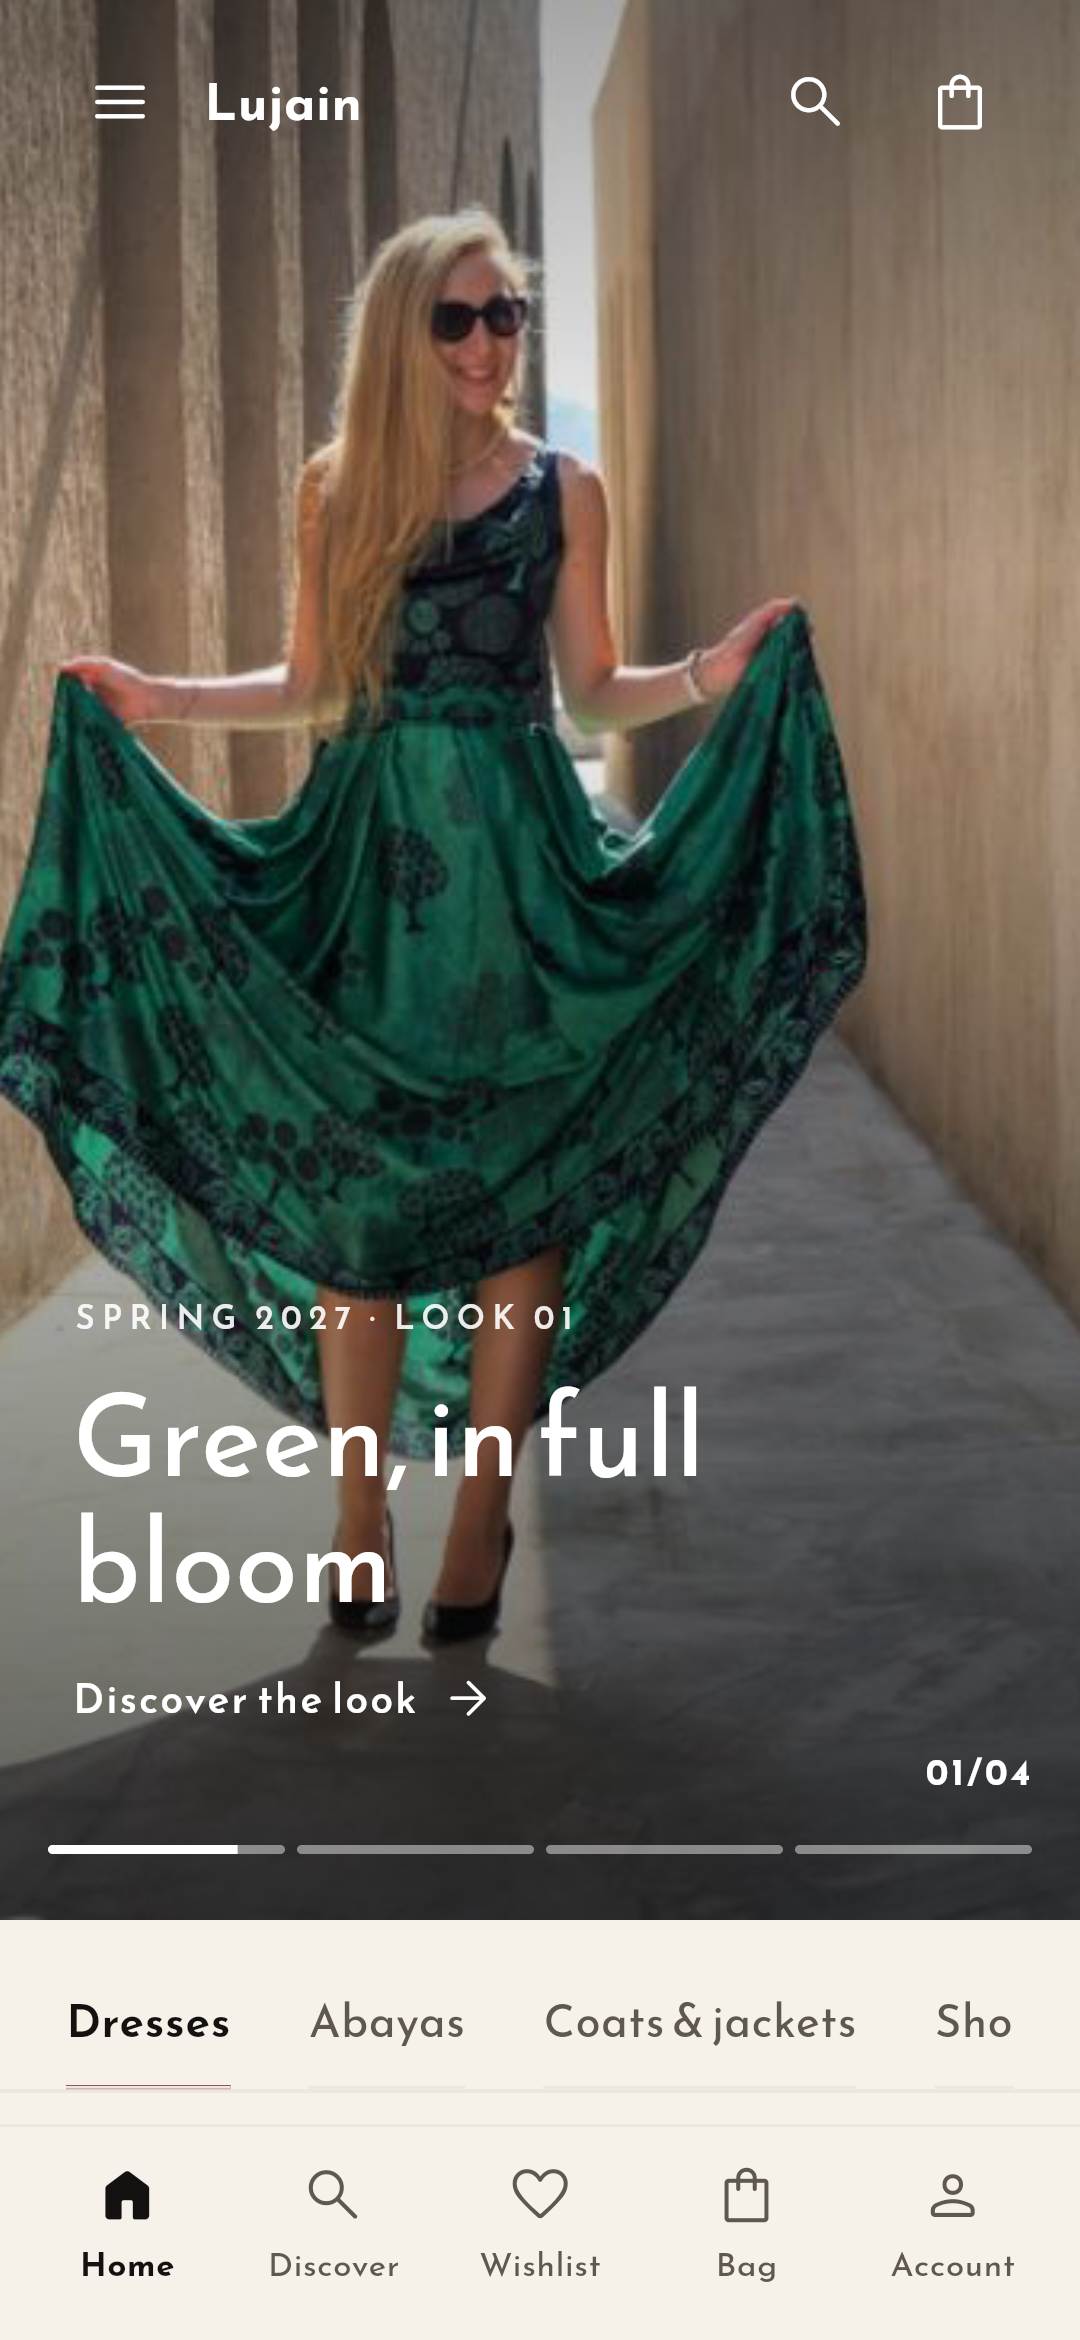 Lujain
SPRING 2027 · LOOK 01
Green, in full
bloom
Discover the look
01/04
Dresses Abayas Coats & jackets Sho
Home Discover Wishlist Bag Account